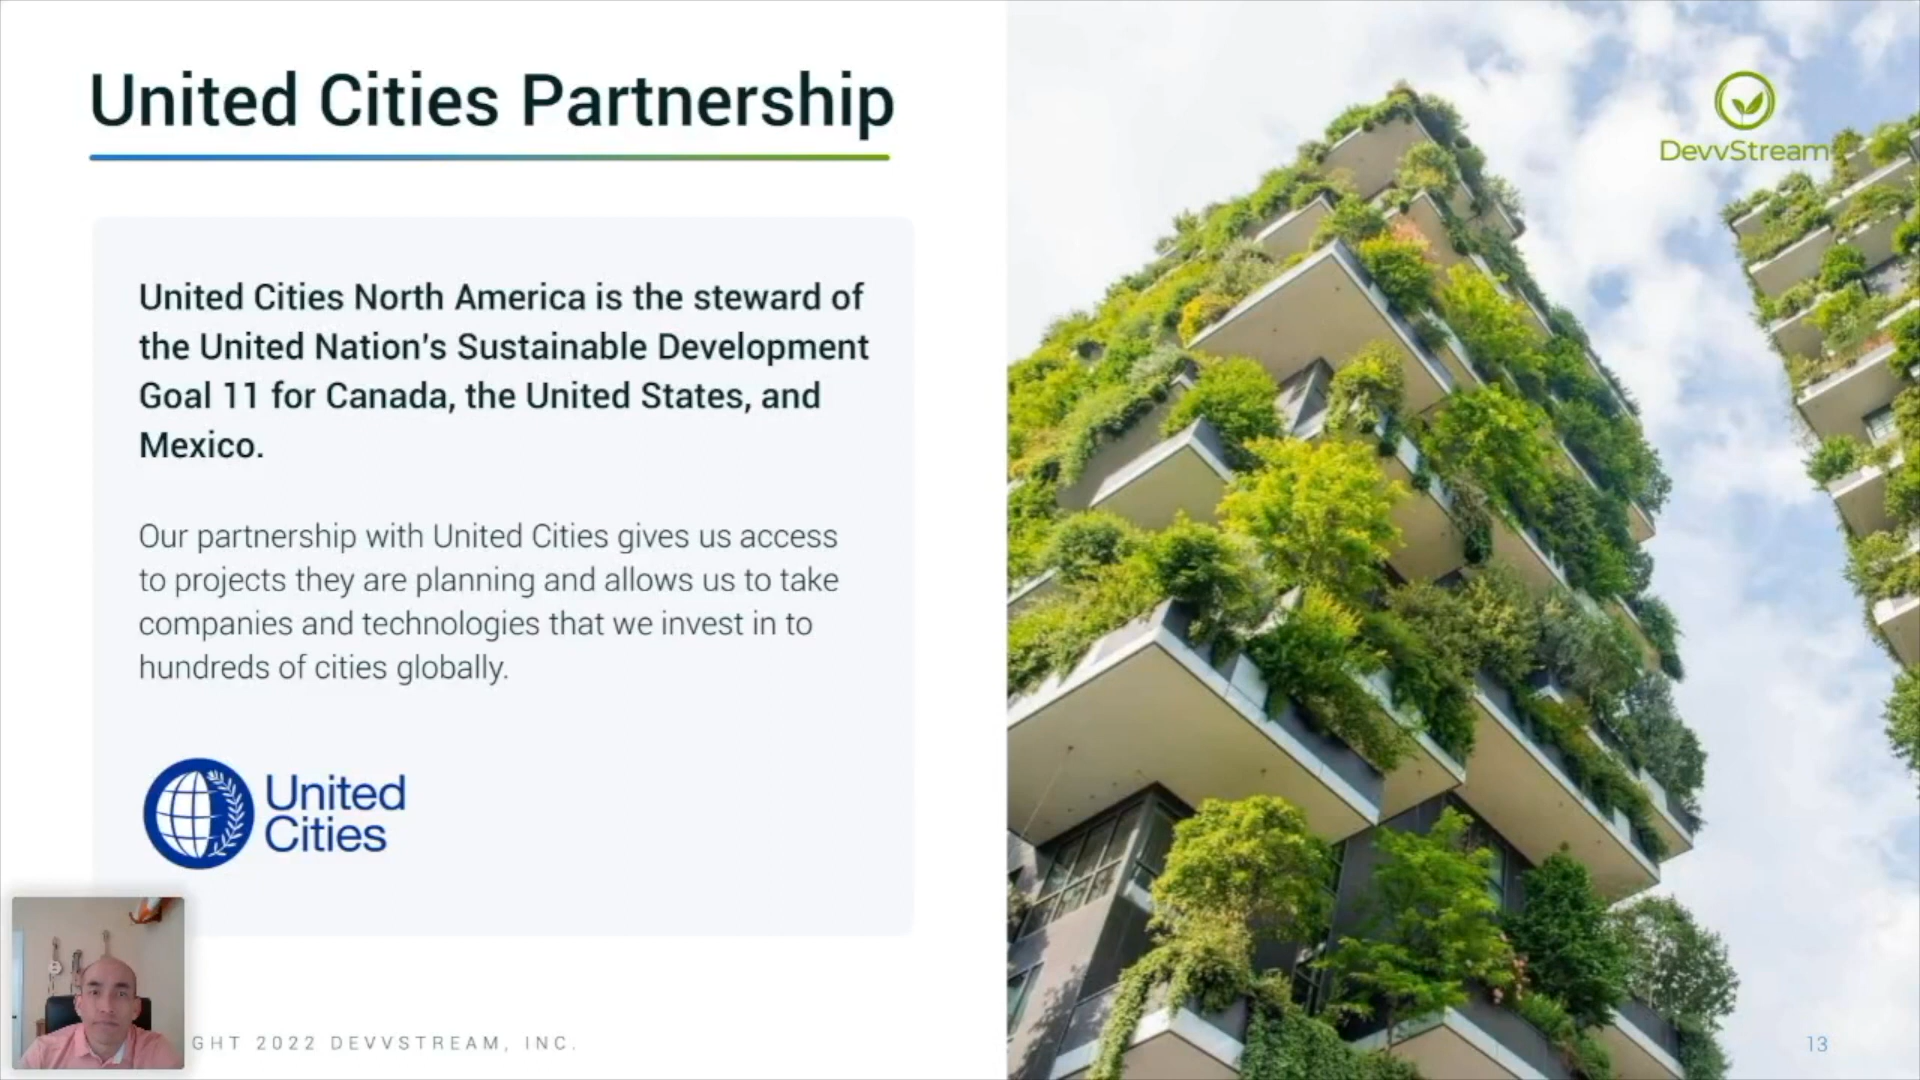 United Cities Partnership
DevvStream
United Cities North America is the steward of
the United Nation's Sustainable Development
Goal 11 for Canada, the United States, and
Mexico.
Our partnership with United Cities gives us access
to projects they are planning and allows us to take
companies and technologies that we invest in to
hundreds of cities globally.
United
Cities
GHT 2022 DEVVSTREAM, INC.
13